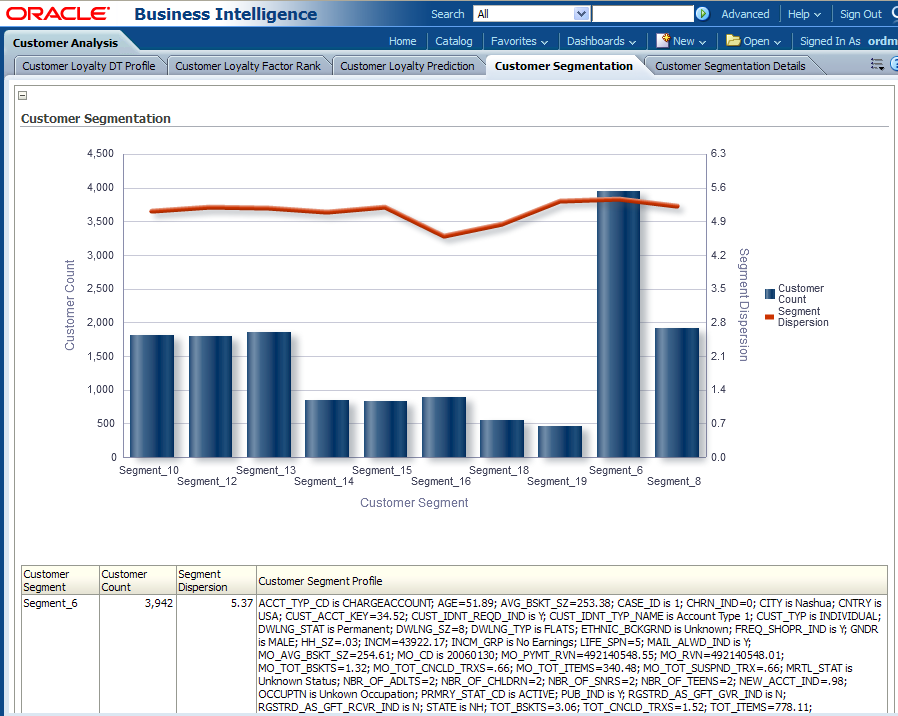 ORACLE Business Intelligence Search All Advanced Help Sign Out
Customer Analysis Home Catalog Favorites Dashboards New Open Signed In As ordm
Customer Loyalty DT Profile Customer Loyalty Factor Rank Customer Loyalty Prediction Customer Segmentation Customer Segmentation Details
Customer Segmentation
4,500 6.3
4,000 5.6
3,500 4.9
3,000 4.2
2,500 3.5
2,000 2.8
1,500 2.1
1,000 1.4
500 0.7
0 0.0
Customer Count
Segment Dispersion
Customer
Count
Segment
Dispersion
Segment_10 Segment_13 Segment_15 Segment_18 Segment_6
Segment_12 Segment_14 Segment_16 Segment_19 Segment_8
Customer Segment
Customer Segment Customer Count Segment Dispersion Customer Segment Profile
Segment_6 3,942 5.37 ACCT_TYP_CD is CHARGEACCOUNT; AGE=51.89; AVG_BSKT_SZ=253.38; CASE_ID is 1; CHRN_IND=0; CITY is Nashua; CNTRY is
USA; CUST_ACCT_KEY=34.52; CUST_IDNT_REQD_IND is Y; CUST_IDNT_TYP_NAME is Account Type 1; CUST_TYP is INDIVIDUAL;
DWLNG_STAT is Permanent; DWLNG_SZ=8; DWLNG_TYP is FLATS; ETHNIC_BCKGRND is Unknown; FREQ_SHOPR_IND is Y; GNDR
is MALE; HH_SZ=.03; INCM=43922.17; INCM_GRP is No Earnings; LIFE_SPN=5; MAIL_ALWD_IND is Y;
MO_AVG_BSKT_SZ=254.61; MO_CD is 20060130; MO_PYMT_RVN=492140548.55; MO_RVN=492140548.01;
MO_TOT_BSKTS=1.32; MO_TOT_CNCLD_TRXS=.66; MO_TOT_ITEMS=340.48; MO_TOT_SUSPND_TRX=.66; MRTL_STAT is
Unknown Status; NBR_OF_ADLTS=2; NBR_OF_CHLDRN=2; NBR_OF_SNRS=2; NBR_OF_TEENS=2; NEW_ACCT_IND=.98;
OCCUPTN is Unkown Occupation; PRMRY_STAT_CD is ACTIVE; PUB_IND is Y; RGSTRD_AS_GFT_GVR_IND is N;
RGSTRD_AS_GFT_RCVR_IND is N; STATE is NH; TOT_BSKTS=3.06; TOT_CNCLD_TRXS=1.52; TOT_ITEMS=778.11;